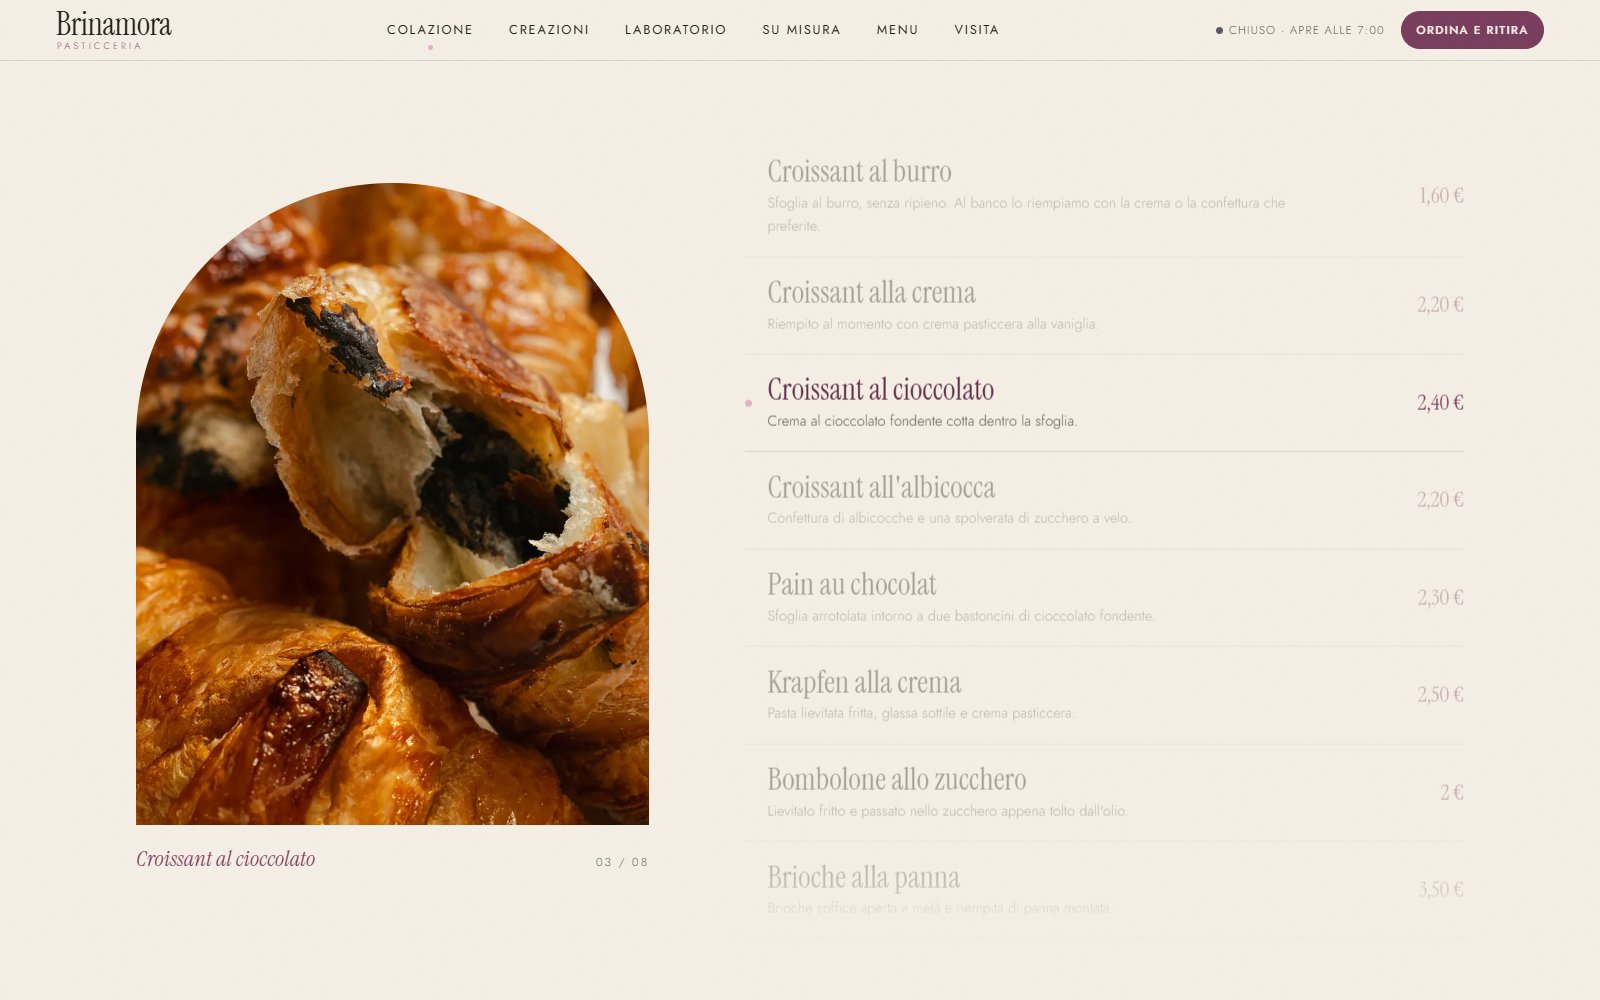 Brinamora
PASTICCERIA
COLAZIONE
CREAZIONI
LABORATORIO
SU MISURA
MENU
VISITA
CHIUSO · APRE ALLE 7:00
ORDINA E RITIRA
Croissant al cioccolato
03 / 08
Croissant al burro
Sfoglia al burro, senza ripieno. Al banco lo riempiamo con la crema o la confettura che
preferite.
1,60 €
Croissant alla crema
Riempito al momento con crema pasticcera alla vaniglia.
2,20 €
Croissant al cioccolato
Crema al cioccolato fondente cotta dentro la sfoglia.
2,40 €
Croissant all'albicocca
Confettura di albicocche e una spolverata di zucchero a velo.
2,20 €
Pain au chocolat
Sfoglia arrotolata intorno a due bastoncini di cioccolato fondente.
2,30 €
Krapfen alla crema
Pasta lievitata fritta, glassa sottile e crema pasticcera.
2,50 €
Bombolone allo zucchero
Lievitato fritto e passato nello zucchero appena tolto dall'olio.
2 €
Brioche alla panna
Brioche soffice aperta a metà e riempita di panna montata.
3,50 €